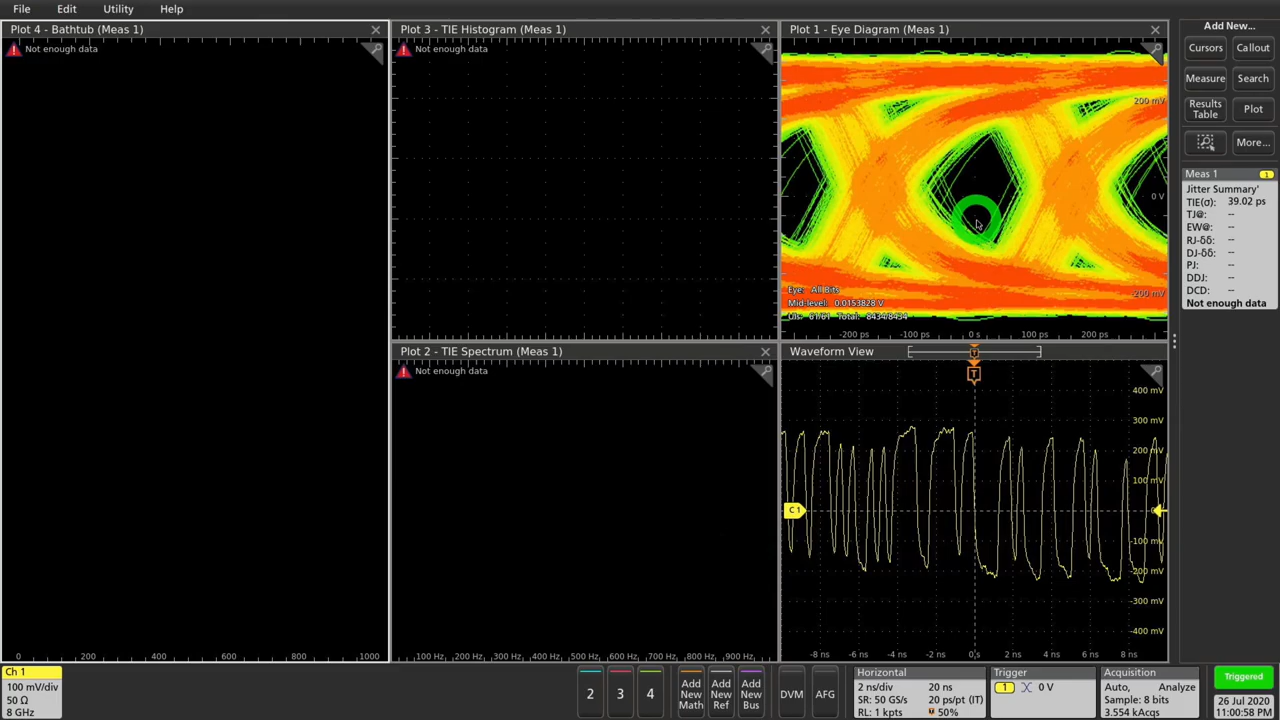 File Edit Utility Help
Plot 4 - Bathtub (Meas 1)
Not enough data
0 200 400 600 800 1000
Plot 3 - TIE Histogram (Meas 1)
Not enough data
Plot 2 - TIE Spectrum (Meas 1)
Not enough data
100 Hz 200 Hz 300 Hz 400 Hz 500 Hz 600 Hz 700 Hz 800 Hz 900 Hz
Plot 1 - Eye Diagram (Meas 1)
200 mV
0 V
-200 mV
Eye: All Bits
Mid-level: 0.0153828 V
UIs: 61/61 Total: 8434/8434
-200 ps -100 ps 0 s 100 ps 200 ps
Waveform View
T
T
400 mV
300 mV
200 mV
100 mV
C 1
-100 mV
-200 mV
-300 mV
-400 mV
-8 ns -6 ns -4 ns -2 ns 0 s 2 ns 4 ns 6 ns 8 ns
Add New...
Cursors Callout
Measure Search
Results Table Plot
More...
Meas 1 1
Jitter Summary'
TIE(σ): 39.02 ps
TJ@: --
EW@: --
RJ-δδ: --
DJ-δδ: --
PJ: --
DDJ: --
DCD: --
Not enough data
Ch 1
100 mV/div
50 Ω
8 GHz
2 3 4
Add New Math
Add New Ref
Add New Bus
DVM AFG
Horizontal
2 ns/div 20 ns
SR: 50 GS/s 20 ps/pt (IT)
RL: 1 kpts 50%
Trigger
1 0 V
Acquisition
Auto, Analyze
Sample: 8 bits
3.554 kAcqs
Triggered
26 Jul 2020
11:00:58 PM